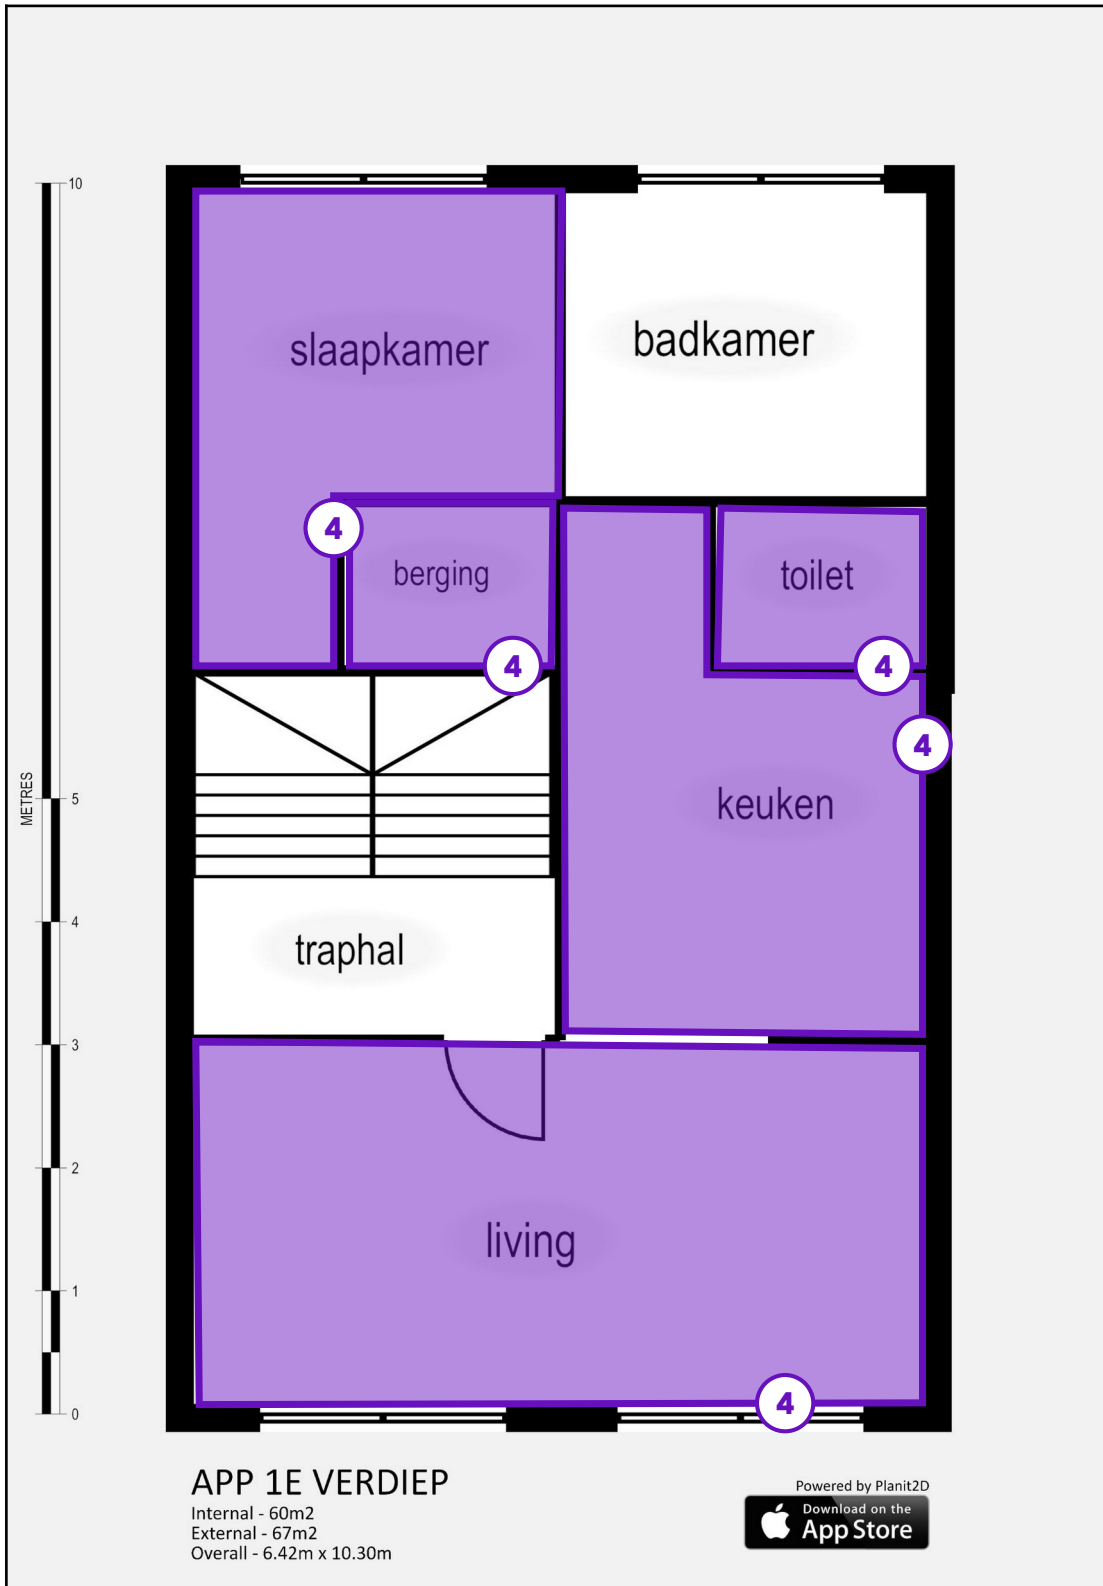 10
slaapkamer
badkamer
4
berging
toilet
4
4
4
METRES
5
keuken
4
traphal
3
2
living
1
4
0
APP 1E VERDIEP
Internal - 60m2
External - 67m2
Overall - 6.42m x 10.30m
Powered by Planit2D
Download on the
App Store